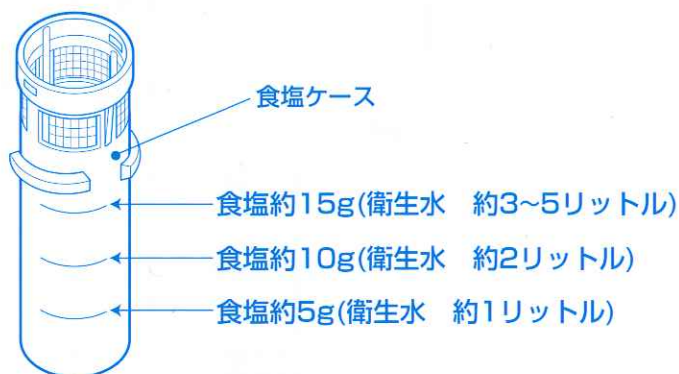 食塩ケース
食塩約15g(衛生水　約3~5リットル)
食塩約10g(衛生水　約2リットル)
食塩約5g(衛生水　約1リットル)